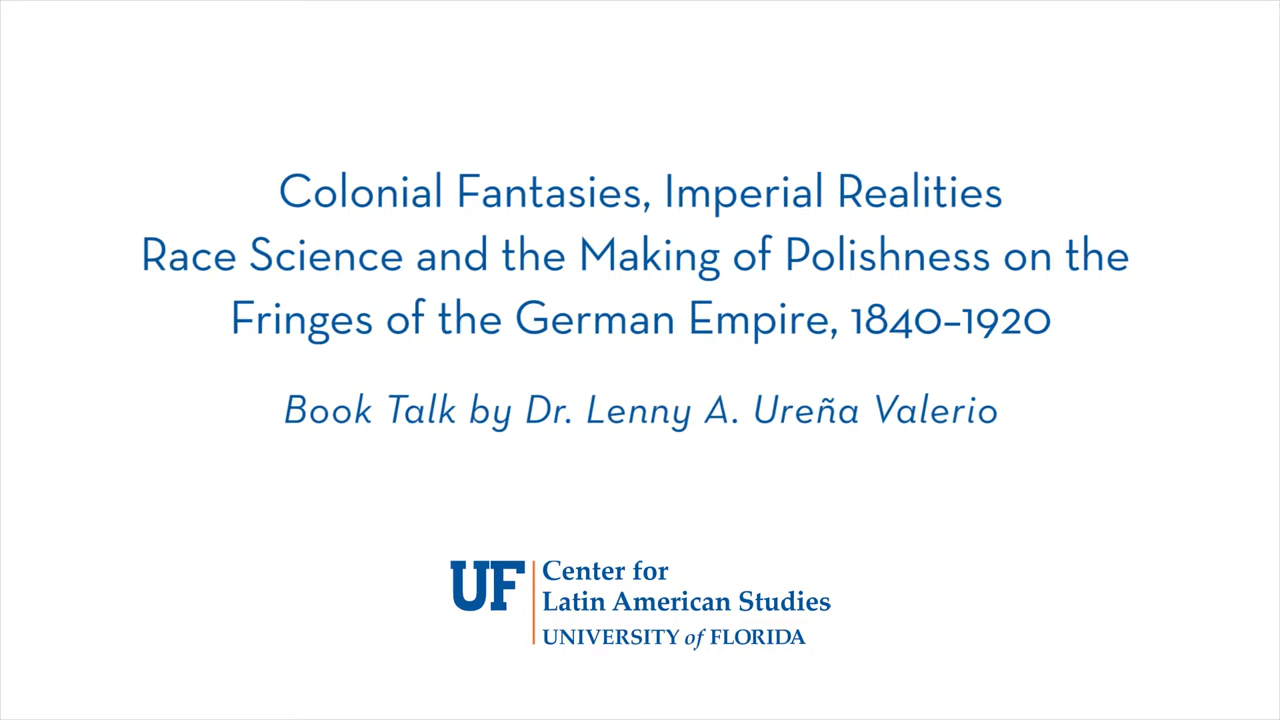 Colonial Fantasies, Imperial Realities
Race Science and the Making of Polishness on the
Fringes of the German Empire, 1840–1920
Book Talk by Dr. Lenny A. Ureña Valerio
UF
Center for
Latin American Studies
UNIVERSITY of FLORIDA